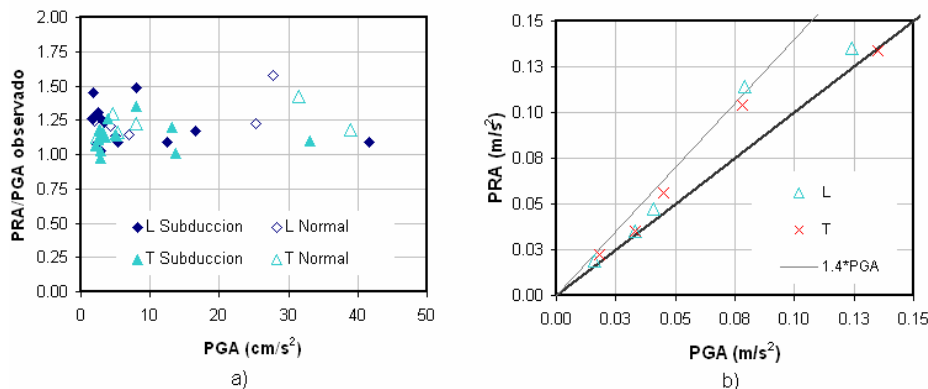 2.00
1.75
1.50
1.25
1.00
0.75
0.50
0.25
0.00
PRA/PGA observado
L Subduccion
L Normal
T Subduccion
T Normal
0 10 20 30 40 50
PGA (cm/s²)
a)
0.15
0.13
0.10
0.08
0.05
0.03
0.00
PRA (m/s²)
L
T
1.4*PGA
0.00 0.03 0.05 0.08 0.10 0.13 0.15
PGA (m/s²)
b)